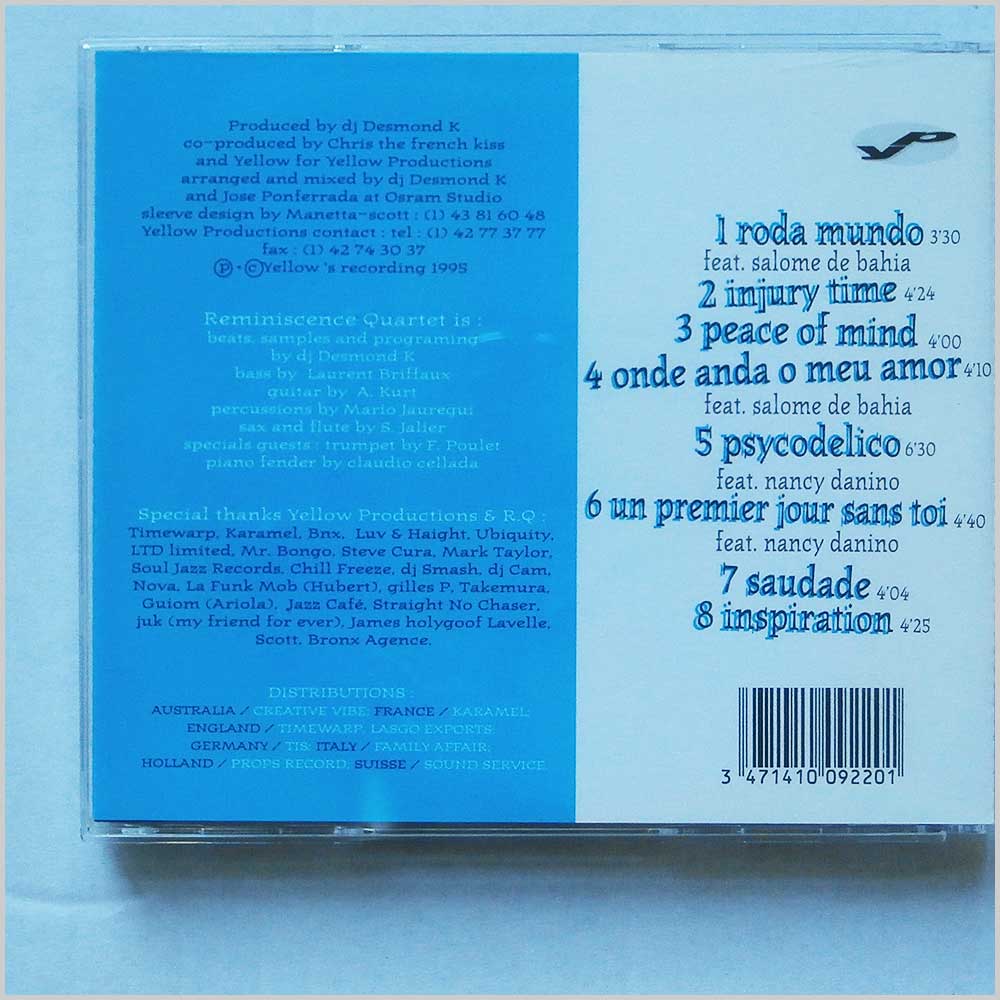 Produced by dj Desmond K
co-produced by Chris the french kiss
and Yellow for Yellow Productions
arranged and mixed by dj Desmond K
and Jose Ponferrada at Osram Studio
sleeve design by Manetta-scott : (1) 43 81 60 48
Yellow Productions contact : tel : (1) 42 77 37 77
fax : (1) 42 74 30 37
℗ · ©Yellow 's recording 1995
Reminiscence Quartet is :
beats, samples and programing
by dj Desmond K
bass by Laurent Briffaux
guitar by A. Kurt
percussions by Mario Jauregui
sax and flute by S. Jalier
specials guests : trumpet by F. Poulet
piano fender by claudio cellada
Special thanks Yellow Productions & R.Q :
Timewarp, Karamel, Bnx, Luv & Haight, Ubiquity,
LTD limited, Mr. Bongo, Steve Cura, Mark Taylor,
Soul Jazz Records, Chill Freeze, dj Smash, dj Cam,
Nova, La Funk Mob (Hubert), gilles P, Takemura,
Guiom (Ariola), Jazz Café, Straight No Chaser,
juk (my friend for ever), James holygoof Lavelle,
Scott, Bronx Agence.
DISTRIBUTIONS :
AUSTRALIA / CREATIVE VIBE; FRANCE / KARAMEL;
ENGLAND / TIMEWARP, LASGO EXPORTS;
GERMANY / TIS; ITALY / FAMILY AFFAIR;
HOLLAND / PROPS RECORD; SUISSE / SOUND SERVICE
yp
1 roda mundo 3'30
feat. salome de bahia
2 injury time 4'24
3 peace of mind 4'00
4 onde anda o meu amor 4'10
feat. salome de bahia
5 psycodelico 6'30
feat. nancy danino
6 un premier jour sans toi 4'40
feat. nancy danino
7 saudade 4'04
8 inspiration 4'25
3 471410 092201